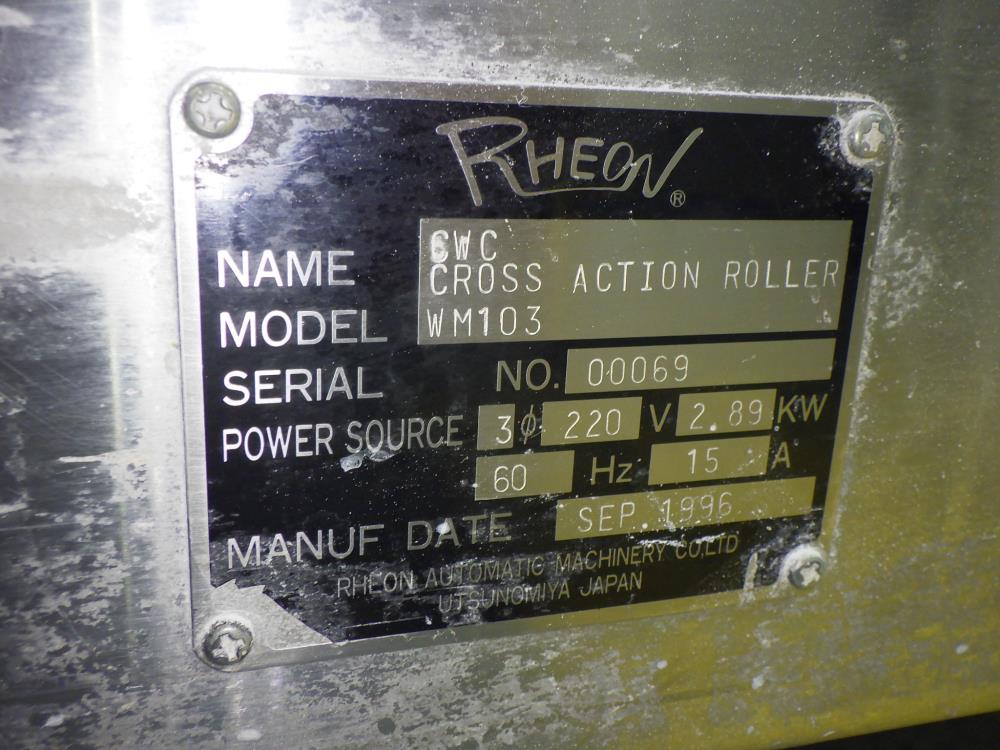 RHEON®
NAME CWC
CROSS ACTION ROLLER
MODEL WM103
SERIAL NO. 00069
POWER SOURCE 3φ 220 V 2.89 KW
60 Hz 15 A
MANUF DATE SEP.1996
RHEON AUTOMATIC MACHINERY CO,LTD
UTSUNOMIYA JAPAN